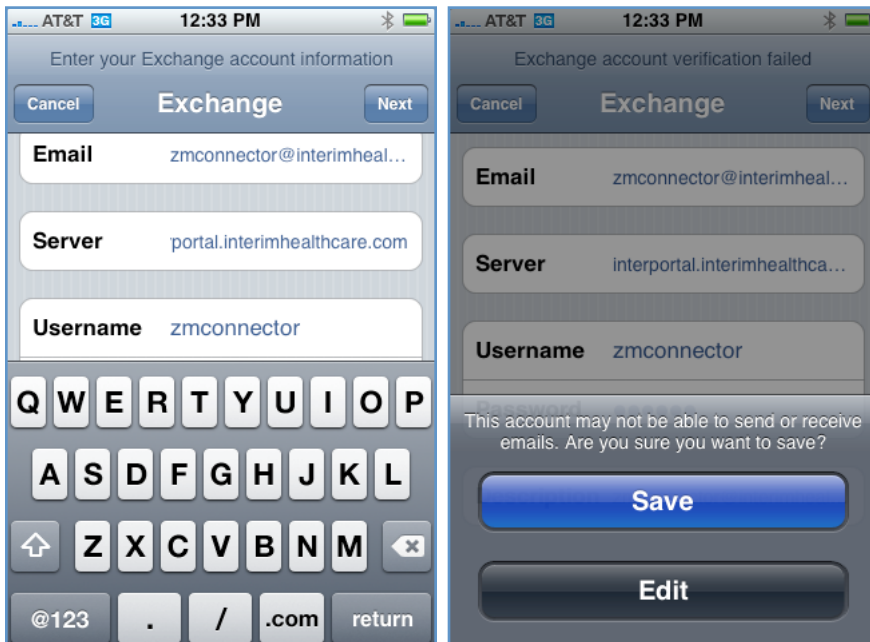 AT&T 3G 12:33 PM
Enter your Exchange account information
Cancel Exchange Next
Email zmconnector@interimheal...
Server portal.interimhealthcare.com
Username zmconnector
Q W E R T Y U I O P
A S D F G H J K L
Z X C V B N M
@123 . / .com return
AT&T 3G 12:33 PM
Exchange account verification failed
Cancel Exchange Next
Email zmconnector@interimheal...
Server interportal.interimhealthca...
Username zmconnector
Password
This account may not be able to send or receive
emails. Are you sure you want to save?
Save
Edit